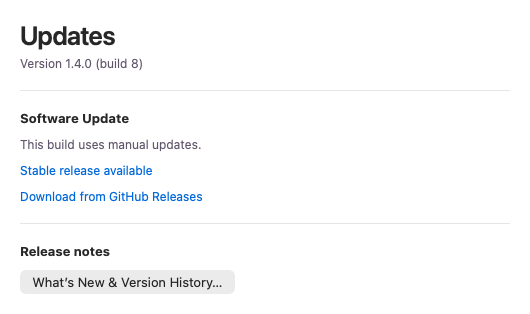 Updates
Version 1.4.0 (build 8)
Software Update
This build uses manual updates.
Stable release available
Download from GitHub Releases
Release notes
What’s New & Version History...